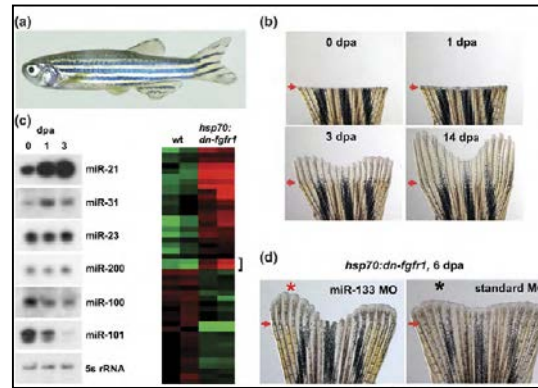 (a)
(b)
0 dpa
1 dpa
3 dpa
14 dpa
(c)
dpa
0 1 3
miR-21
miR-31
miR-23
miR-200
miR-100
miR-101
5s rRNA
wt
hsp70:
dn-fgfr1
(d)
hsp70:dn-fgfr1, 6 dpa
miR-133 MO
standard MO